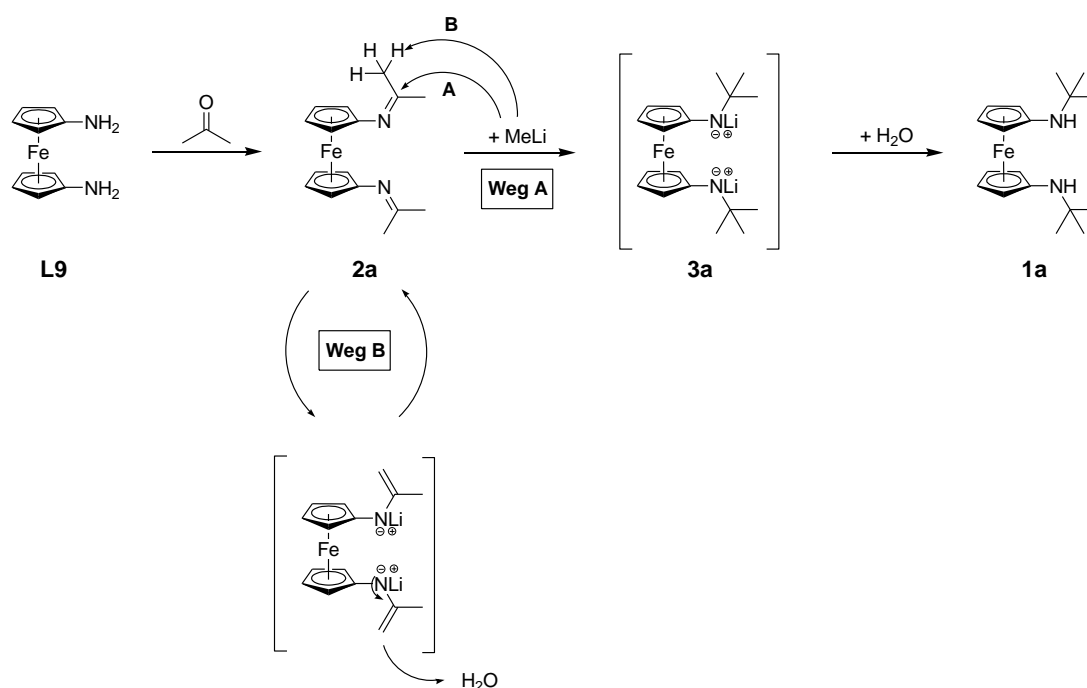 B
H H
H
A
O
NH2
N
Fe
NH2
Fe
N
+ MeLi
Weg A
NLi
⊖ ⊕
Fe
⊖ ⊕
NLi
+ H2O
NH
Fe
NH
L9
2a
3a
1a
Weg B
NLi
⊖ ⊕
Fe
⊖ ⊕
NLi
H2O